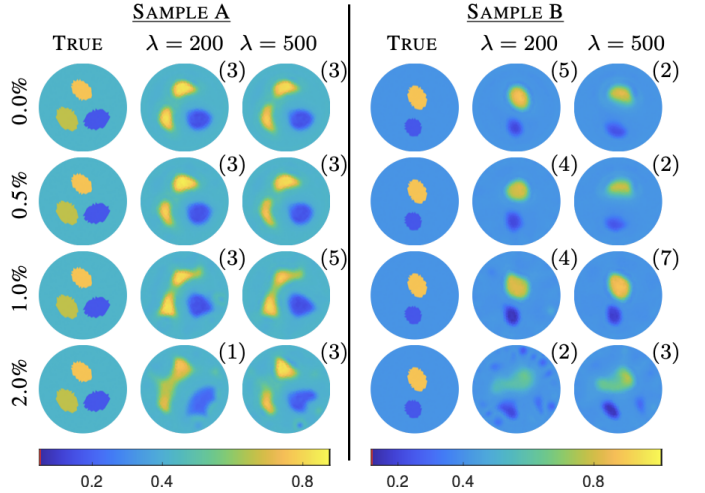 SAMPLE A SAMPLE B
TRUE λ = 200 λ = 500 TRUE λ = 200 λ = 500
0.0% (3) (3) (5) (2)
0.5% (3) (3) (4) (2)
1.0% (3) (5) (4) (7)
2.0% (1) (3) (2) (3)
0.2 0.4 0.8 0.2 0.4 0.8